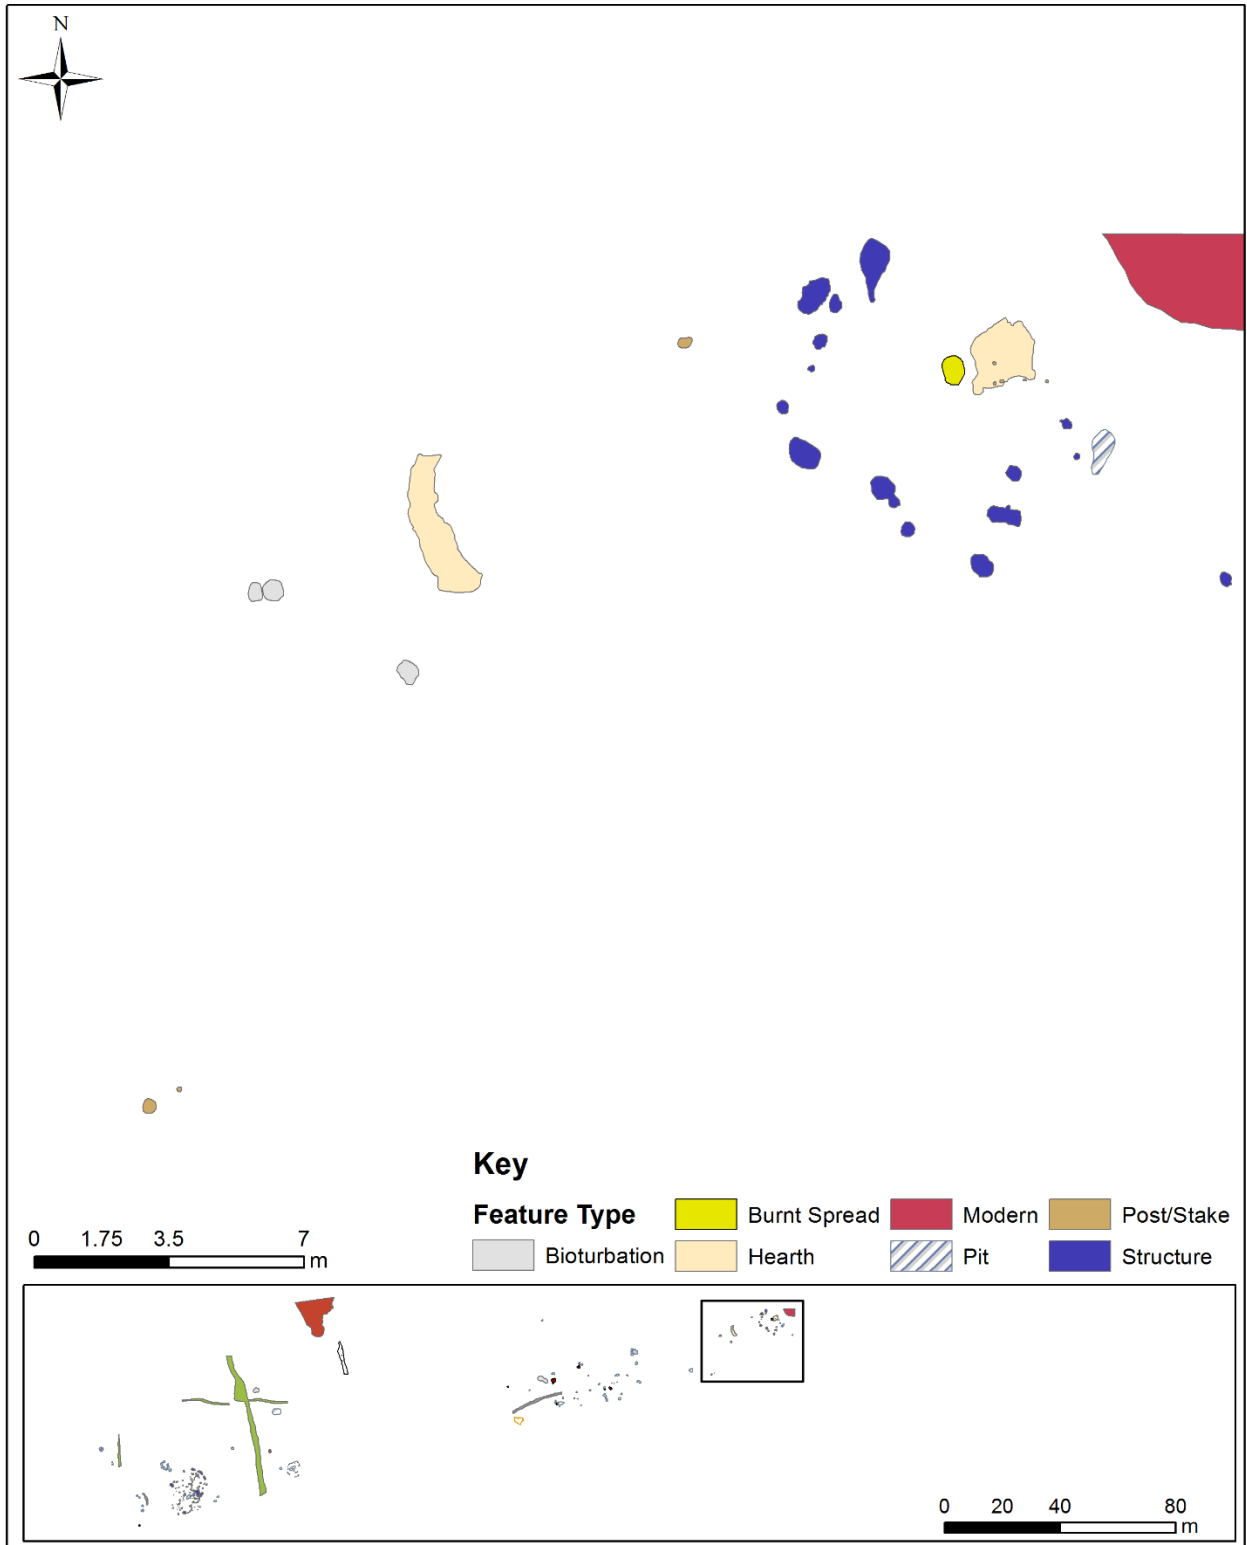 N
Key
Feature Type
Burnt Spread
Modern
Post/Stake
Bioturbation
Hearth
Pit
Structure
0 1.75 3.5 7
m
0 20 40 80
m